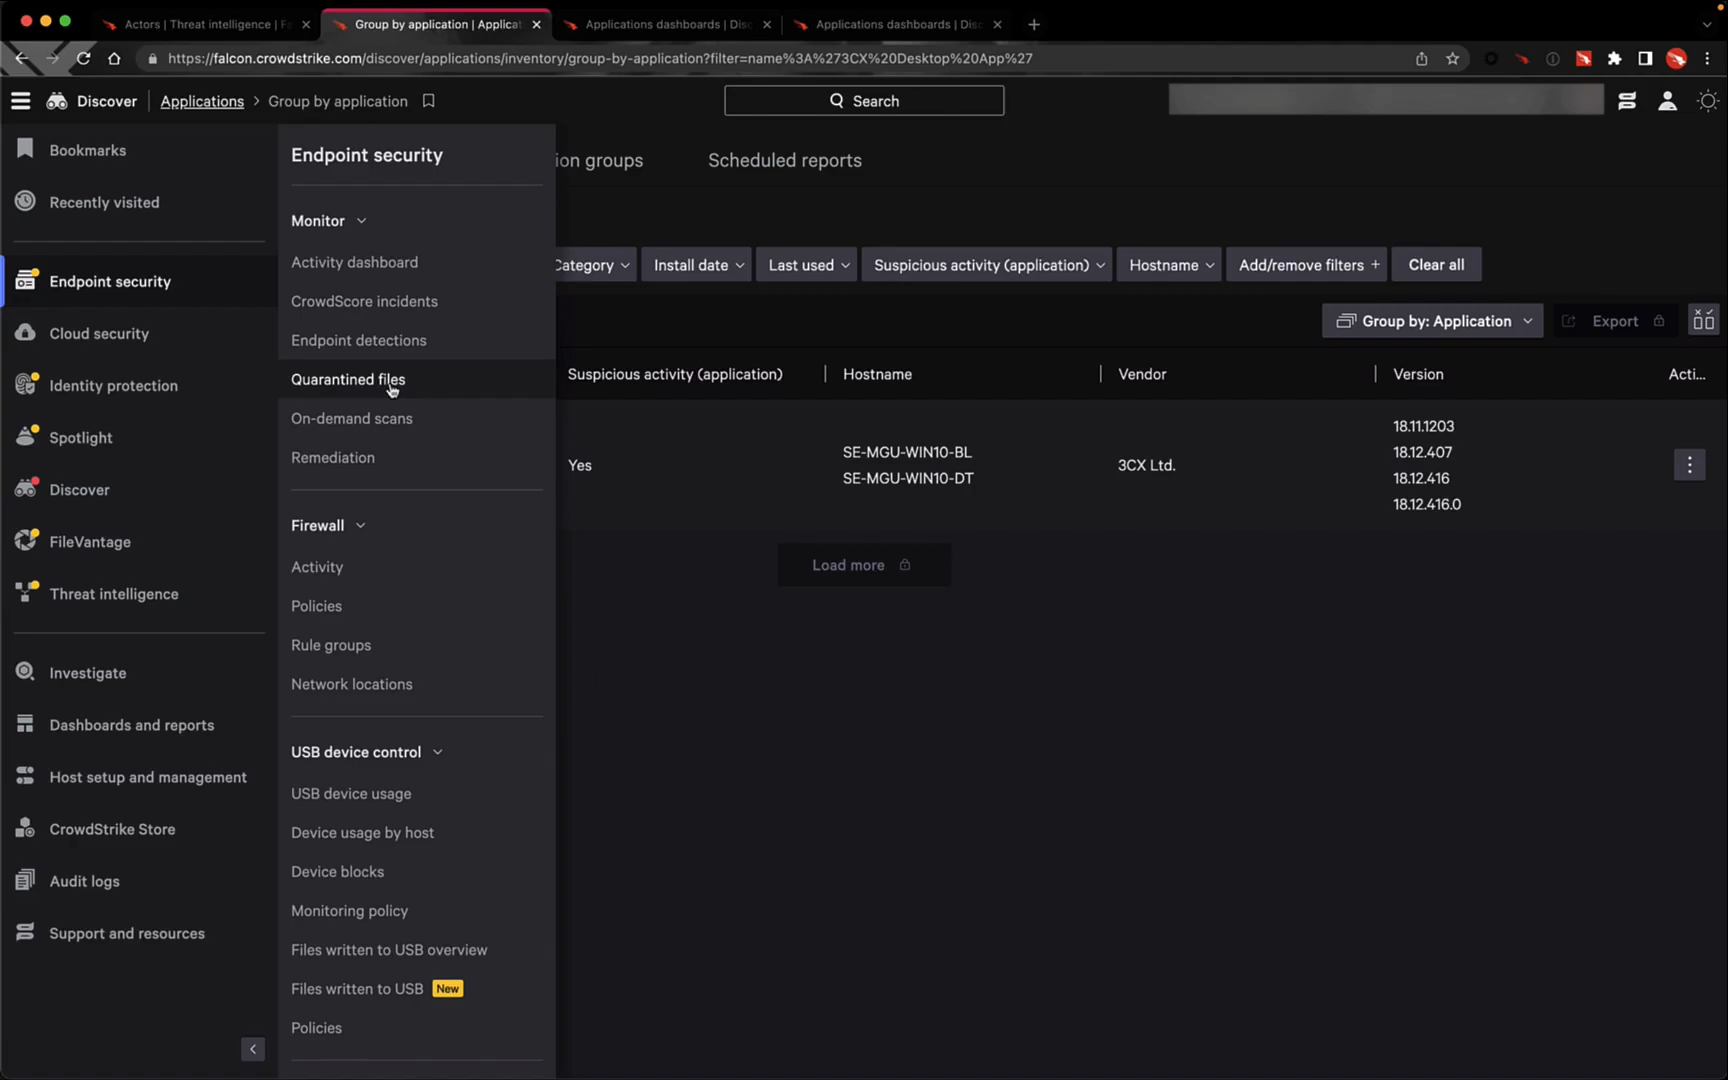 Actors | Threat intelligence | Fa
Group by application | Applicat
Applications dashboards | Disc
Applications dashboards | Disc
https://falcon.crowdstrike.com/discover/applications/inventory/group-by-application?filter=name%3A%273CX%20Desktop%20App%27
Discover
Applications > Group by application
Search
Bookmarks
Recently visited
Endpoint security
Cloud security
Identity protection
Spotlight
Discover
FileVantage
Threat intelligence
Investigate
Dashboards and reports
Host setup and management
CrowdStrike Store
Audit logs
Support and resources
Endpoint security
Monitor
Activity dashboard
CrowdScore incidents
Endpoint detections
Quarantined files
On-demand scans
Remediation
Firewall
Activity
Policies
Rule groups
Network locations
USB device control
USB device usage
Device usage by host
Device blocks
Monitoring policy
Files written to USB overview
Files written to USB New
Policies
ion groups
Scheduled reports
Category
Install date
Last used
Suspicious activity (application)
Hostname
Add/remove filters +
Clear all
Group by: Application
Export
Suspicious activity (application)
Hostname
Vendor
Version
Acti...
Yes
SE-MGU-WIN10-BL
SE-MGU-WIN10-DT
3CX Ltd.
18.11.1203
18.12.407
18.12.416
18.12.416.0
Load more